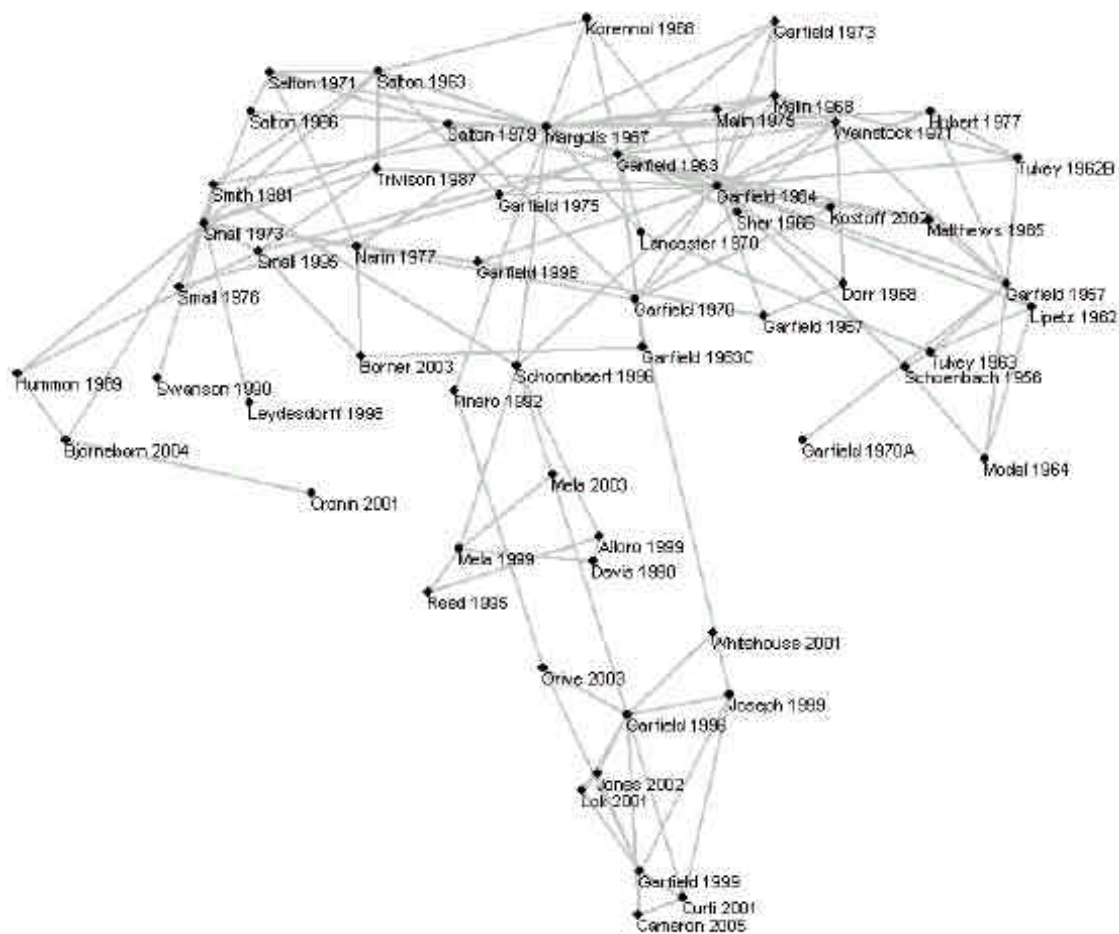 Korennoi 1988
Garfield 1973
Salton 1971
Salton 1963
Malin 1968
Salton 1986
Malin 1975
Hubert 1977
Salton 1979
Margolis 1967
Weinstock 1971
Garfield 1963
Tukey 1962B
Trivison 1987
Smith 1981
Garfield 1975
Garfield 1964
Sher 1966
Kostoff 2002
Matthews 1965
Small 1973
Lancaster 1970
Small 1995
Narin 1977
Garfield 1998
Small 1976
Dorr 1968
Garfield 1957
Garfield 1970
Lipetz 1962
Garfield 1967
Garfield 1963C
Tukey 1963
Hummon 1989
Borner 2003
Schoonbaert 1996
Schoenbach 1956
Swanson 1990
Pinero 1992
Leydesdorff 1998
Bjorneborn 2004
Garfield 1970A
Model 1964
Mela 2003
Cronin 2001
Alloro 1999
Mela 1999
Davis 1990
Reed 1995
Whitehouse 2001
Orive 2003
Joseph 1999
Garfield 1996
Jones 2002
Lok 2001
Garfield 1999
Curti 2001
Cameron 2005